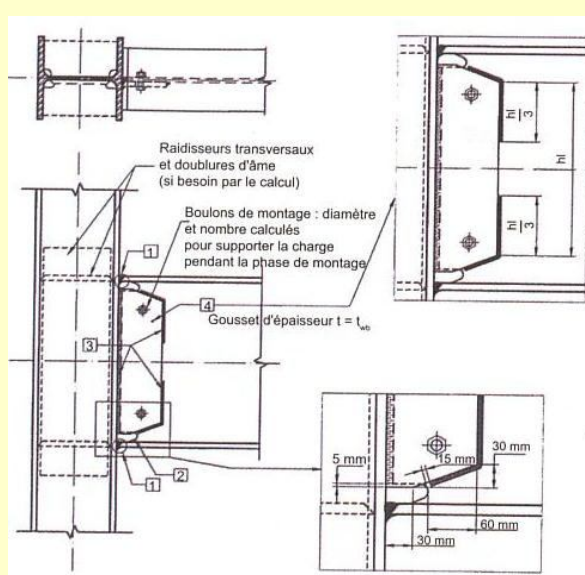 Raidisseurs transversaux
et doublures d'âme
(si besoin par le calcul)
Boulons de montage : diamètre
et nombre calculés
pour supporter la charge
pendant la phase de montage
1
4
Gousset d'épaisseur t = t_wb
3
2
1
hl
3
hl
hl
3
5 mm
15 mm
30 mm
60 mm
30 mm